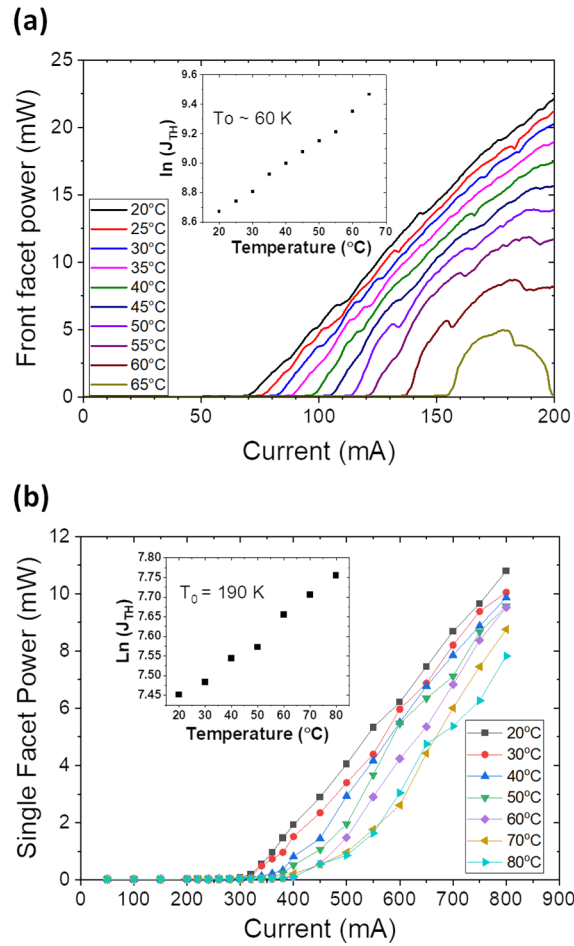 (a)
Front facet power (mW)
25
20
15
10
5
0
0
50
100
150
200
Current (mA)
20°C
25°C
30°C
35°C
40°C
45°C
50°C
55°C
60°C
65°C
ln (J_TH)
9.6
9.4
9.2
9.0
8.8
8.6
To ~ 60 K
20
30
40
50
60
70
Temperature (°C)
(b)
Single Facet Power (mW)
12
10
8
6
4
2
0
0
100
200
300
400
500
600
700
800
900
Current (mA)
Ln (J_TH)
7.80
7.75
7.70
7.65
7.60
7.55
7.50
7.45
T_0 = 190 K
20
30
40
50
60
70
80
Temperature (°C)
20°C
30°C
40°C
50°C
60°C
70°C
80°C